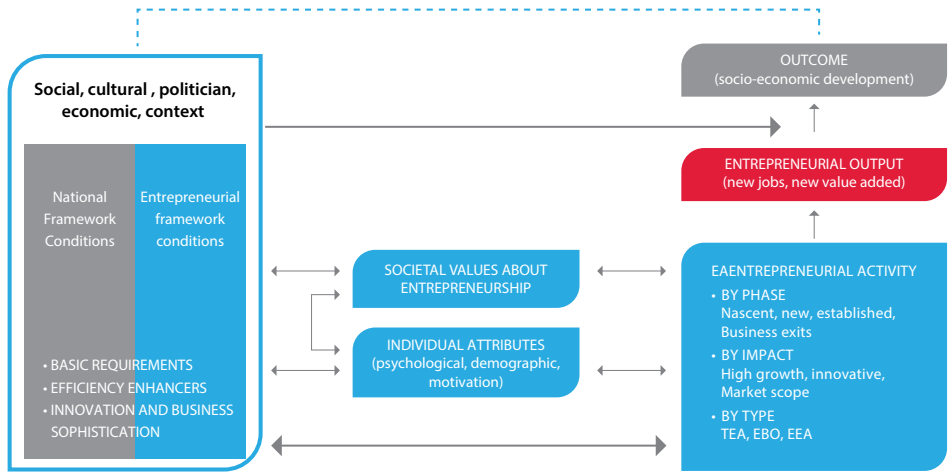 Social, cultural , politician,
economic, context
National
Framework
Conditions
Entrepreneurial
framework
conditions
• BASIC REQUIREMENTS
• EFFICIENCY ENHANCERS
• INNOVATION AND BUSINESS
SOPHISTICATION
SOCIETAL VALUES ABOUT
ENTREPRENEURSHIP
INDIVIDUAL ATTRIBUTES
(psychological, demographic,
motivation)
OUTCOME
(socio-economic development)
ENTREPRENEURIAL OUTPUT
(new jobs, new value added)
EAENTREPRENEURIAL ACTIVITY
• BY PHASE
Nascent, new, established,
Business exits
• BY IMPACT
High growth, innovative,
Market scope
• BY TYPE
TEA, EBO, EEA